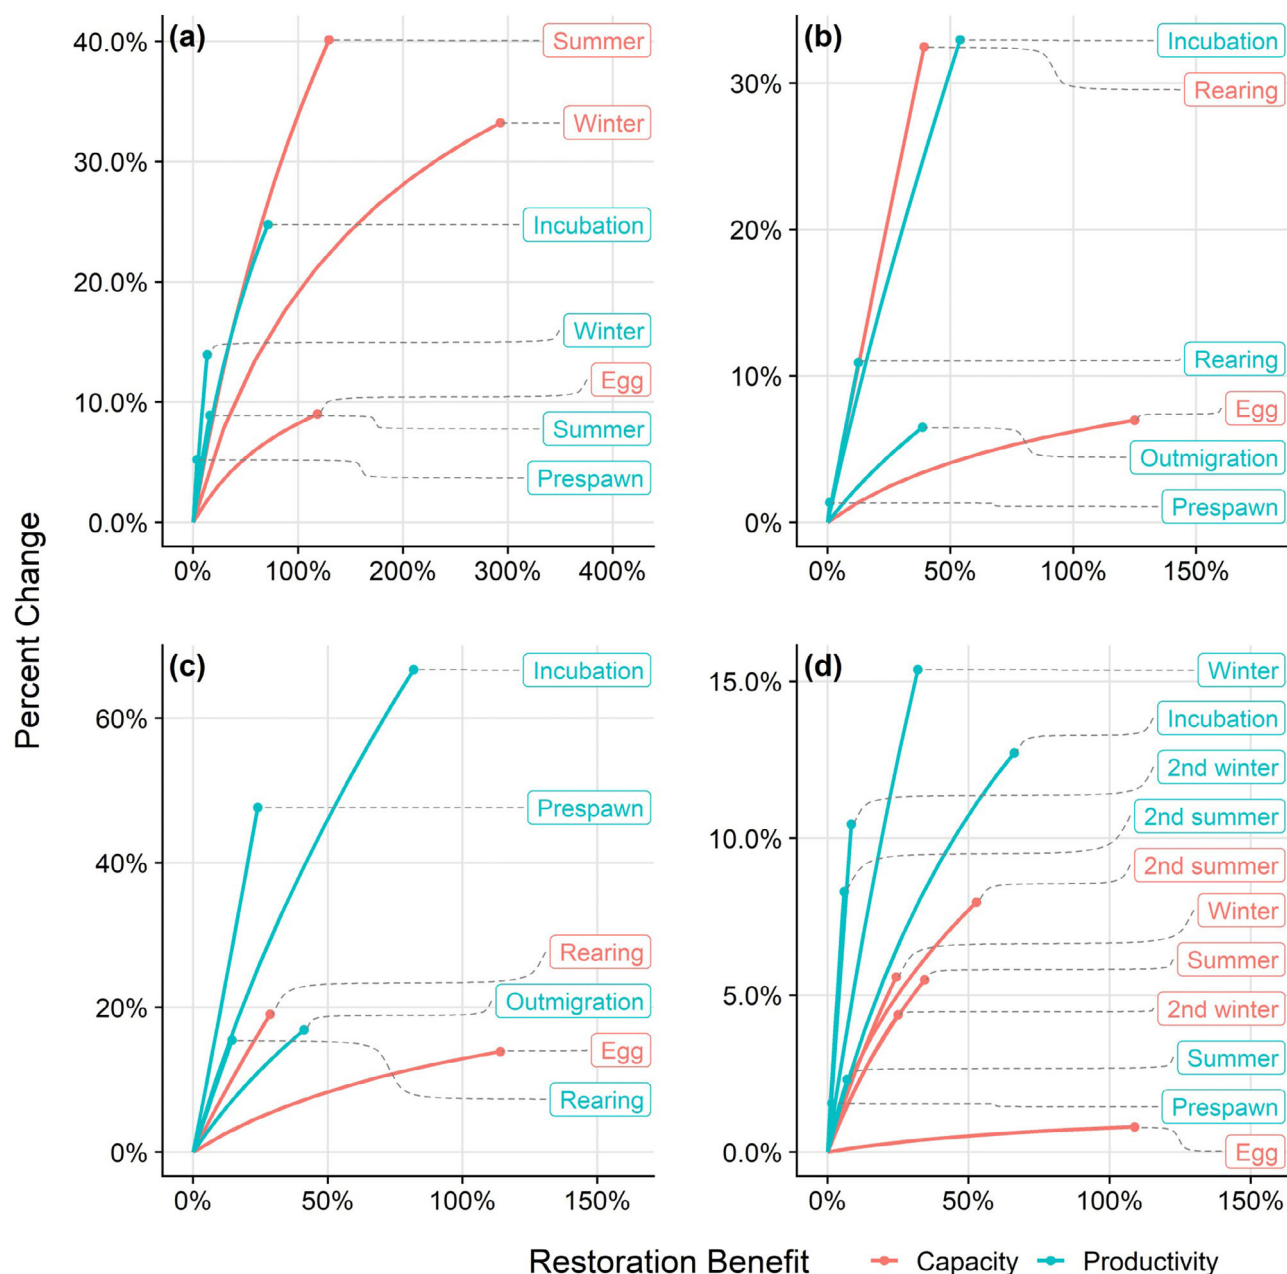 Percent Change
(a)
40.0%
30.0%
20.0%
10.0%
0.0%
Summer
Winter
Incubation
Winter
Egg
Summer
Prespawn
0% 100% 200% 300% 400%
(b)
30%
20%
10%
0%
Incubation
Rearing
Rearing
Egg
Outmigration
Prespawn
0% 50% 100% 150%
(c)
60%
40%
20%
0%
Incubation
Prespawn
Rearing
Outmigration
Egg
Rearing
0% 50% 100% 150%
(d)
15.0%
10.0%
5.0%
0.0%
Winter
Incubation
2nd winter
2nd summer
2nd summer
Winter
Summer
2nd winter
Summer
Prespawn
Egg
0% 50% 100% 150%
Restoration Benefit
Capacity Productivity